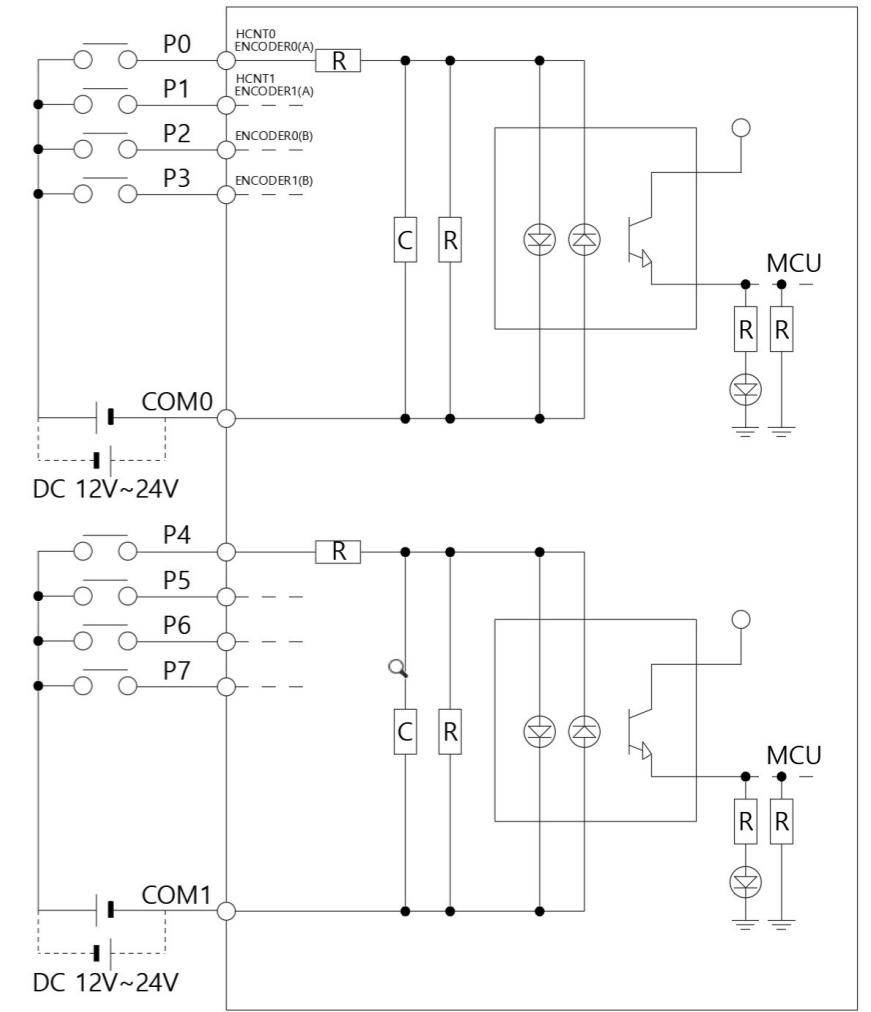 P0
HCNT0
ENCODER0(A)
R
P1
HCNT1
ENCODER1(A)
P2
ENCODER0(B)
P3
ENCODER1(B)
C
R
MCU
R
R
COM0
DC 12V~24V
P4
R
P5
P6
P7
C
R
MCU
R
R
COM1
DC 12V~24V